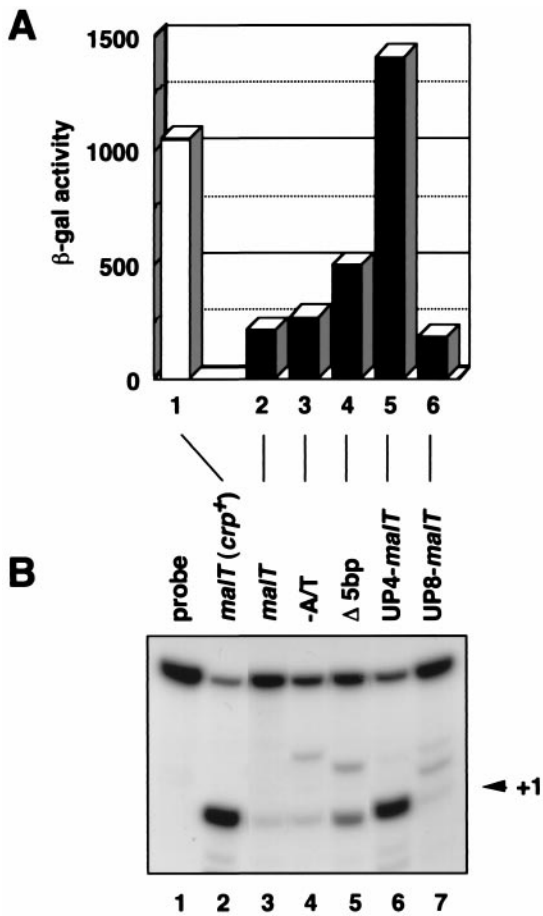 A
1500
1000
500
0
β-gal activity
1 2 3 4 5 6
B
probe
malT (crp+)
malT
-A/T
Δ 5bp
UP4-malT
UP8-malT
+1
1 2 3 4 5 6 7